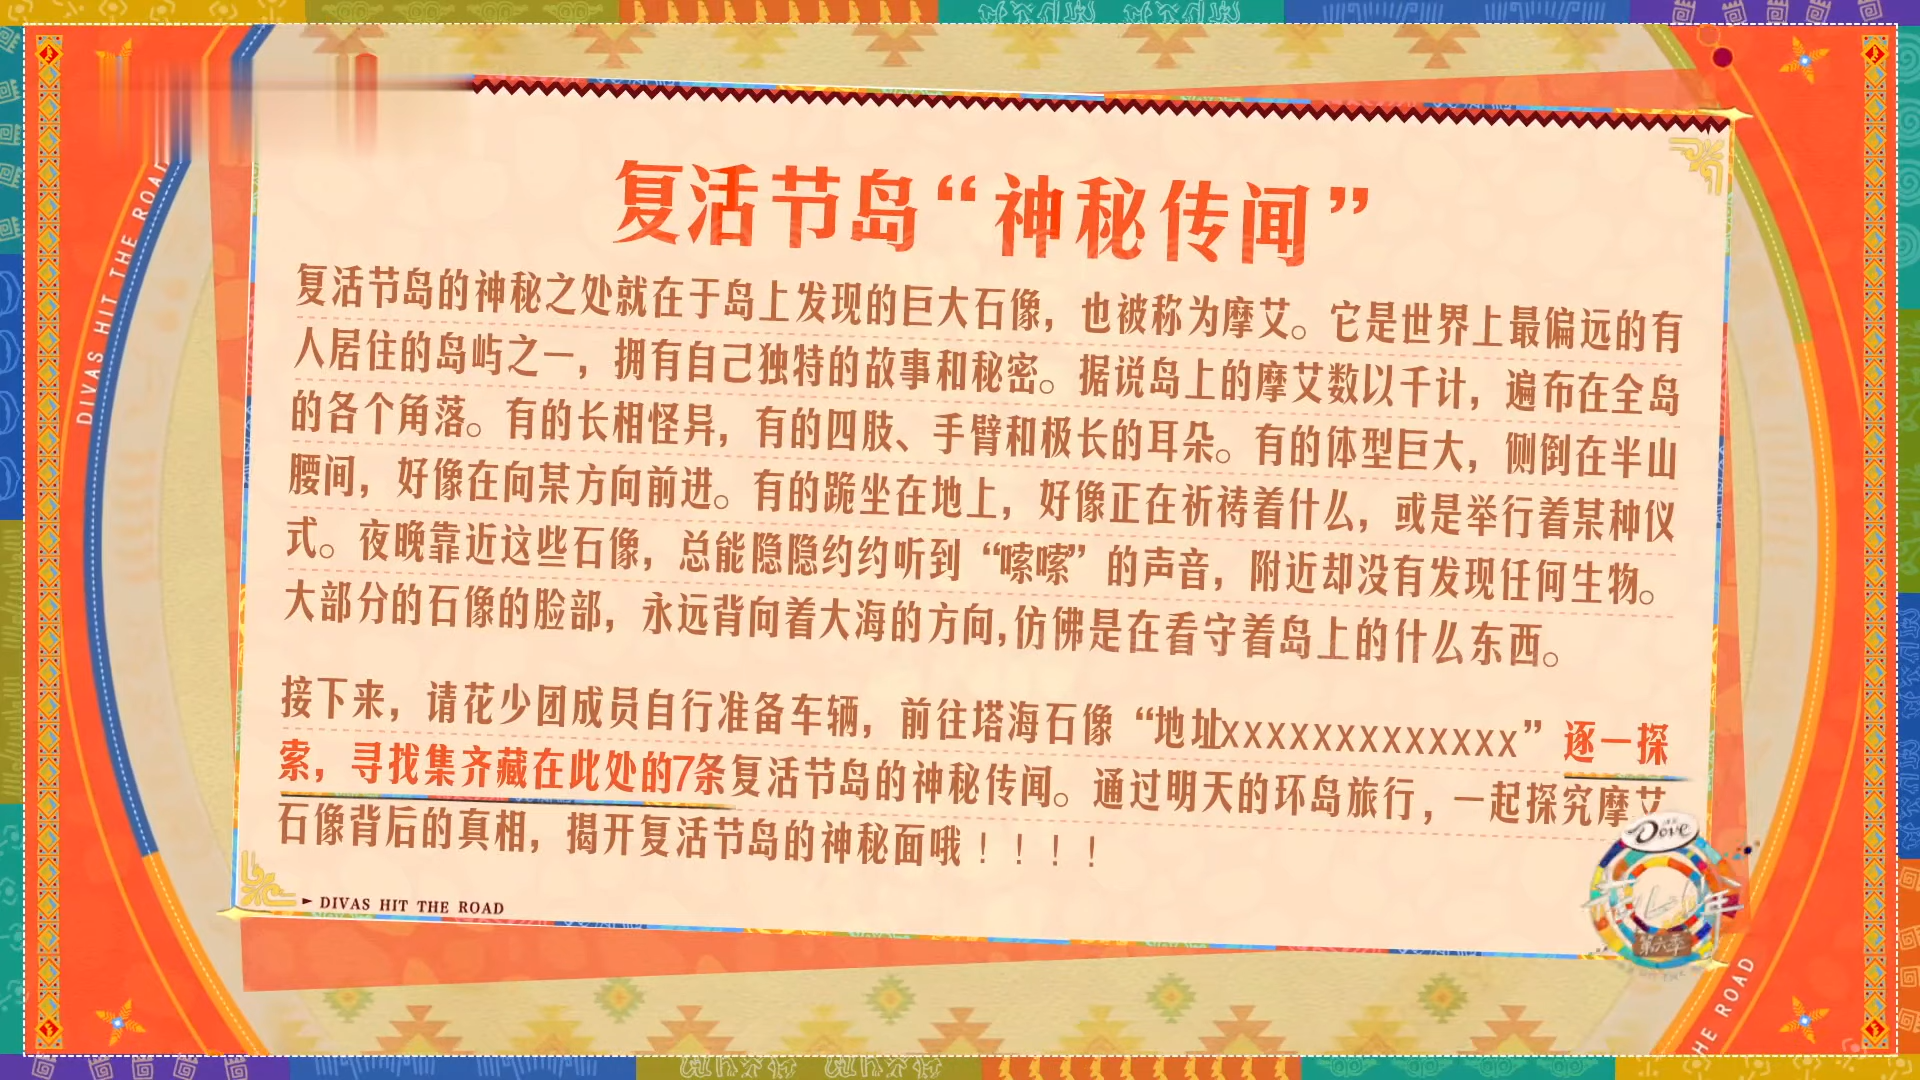 复活节岛“神秘传闻”
复活节岛的神秘之处就在于岛上发现的巨大石像，也被称为摩艾。它是世界上最偏远的有
人居住的岛屿之一，拥有自己独特的故事和秘密。据说岛上的摩艾数以千计，遍布在全岛
的各个角落。有的长相怪异，有的四肢、手臂和极长的耳朵。有的体型巨大，侧倒在半山
腰间，好像在向某方向前进。有的跪坐在地上，好像正在祈祷着什么，或是举行着某种仪
式。夜晚靠近这些石像，总能隐隐约约听到“嗦嗦”的声音，附近却没有发现任何生物。
大部分的石像的脸部，永远背向着大海的方向,仿佛是在看守着岛上的什么东西。
接下来，请花少团成员自行准备车辆，前往塔海石像“地址XXXXXXXXXXXXX”逐一探
索，寻找集齐藏在此处的7条复活节岛的神秘传闻。通过明天的环岛旅行，一起探究摩艾
石像背后的真相，揭开复活节岛的神秘面哦！！！！
DIVAS HIT THE ROAD
DIVAS HIT THE ROAD
Dove
花少年
第六季
HE ROAD